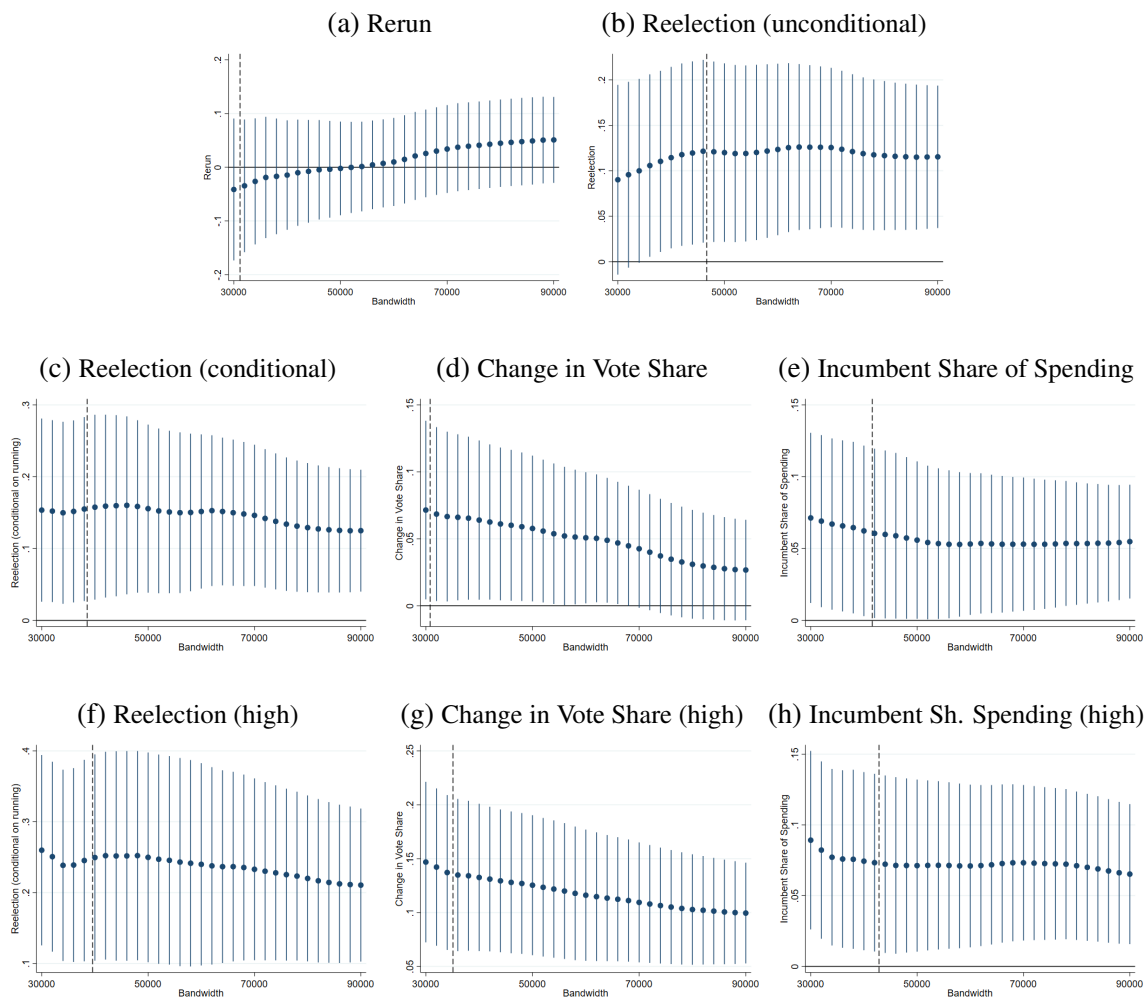 (a) Rerun
(b) Reelection (unconditional)
Rerun
.2
.1
0
-.1
-.2
30000
50000
70000
90000
Bandwidth
Reelection
.2
.15
.1
.05
0
30000
50000
70000
90000
Bandwidth
(c) Reelection (conditional)
(d) Change in Vote Share
(e) Incumbent Share of Spending
Reelection (conditional on running)
.3
.2
.1
0
30000
50000
70000
90000
Bandwidth
Change in Vote Share
.15
.1
.05
0
30000
50000
70000
90000
Bandwidth
Incumbent Share of Spending
.15
.1
.05
0
30000
50000
70000
90000
Bandwidth
(f) Reelection (high)
(g) Change in Vote Share (high)
(h) Incumbent Sh. Spending (high)
Reelection (conditional on running)
.4
.3
.2
.1
30000
50000
70000
90000
Bandwidth
Change in Vote Share
.25
.2
.15
.1
.05
30000
50000
70000
90000
Bandwidth
Incumbent Share of Spending
.15
.1
.05
0
30000
50000
70000
90000
Bandwidth